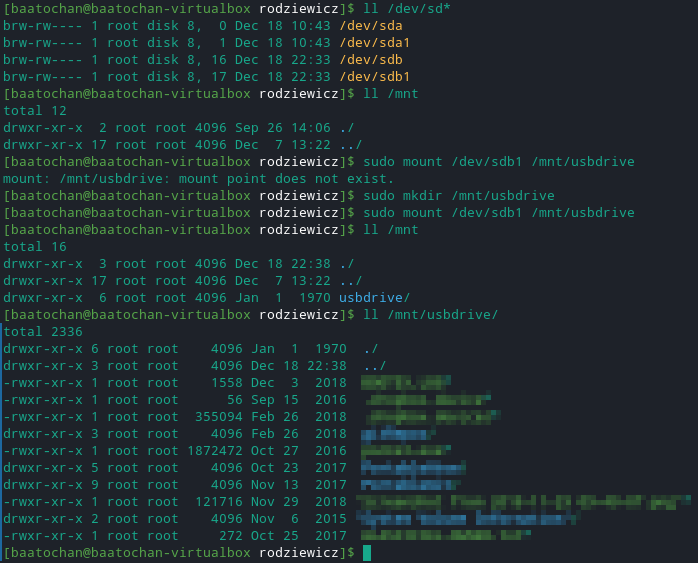 [baatochan@baatochan-virtualbox rodziewicz]$ ll /dev/sd*
brw-rw---- 1 root disk 8,  0 Dec 18 10:43 /dev/sda
brw-rw---- 1 root disk 8,  1 Dec 18 10:43 /dev/sda1
brw-rw---- 1 root disk 8, 16 Dec 18 22:33 /dev/sdb
brw-rw---- 1 root disk 8, 17 Dec 18 22:33 /dev/sdb1
[baatochan@baatochan-virtualbox rodziewicz]$ ll /mnt
total 12
drwxr-xr-x  2 root root 4096 Sep 26 14:06 ./
drwxr-xr-x 17 root root 4096 Dec  7 13:22 ../
[baatochan@baatochan-virtualbox rodziewicz]$ sudo mount /dev/sdb1 /mnt/usbdrive
mount: /mnt/usbdrive: mount point does not exist.
[baatochan@baatochan-virtualbox rodziewicz]$ sudo mkdir /mnt/usbdrive
[baatochan@baatochan-virtualbox rodziewicz]$ sudo mount /dev/sdb1 /mnt/usbdrive
[baatochan@baatochan-virtualbox rodziewicz]$ ll /mnt
total 16
drwxr-xr-x  3 root root 4096 Dec 18 22:38 ./
drwxr-xr-x 17 root root 4096 Dec  7 13:22 ../
drwxr-xr-x  6 root root 4096 Jan  1  1970 usbdrive/
[baatochan@baatochan-virtualbox rodziewicz]$ ll /mnt/usbdrive/
total 2336
drwxr-xr-x 6 root root    4096 Jan  1  1970  ./
drwxr-xr-x 3 root root    4096 Dec 18 22:38  ../
-rwxr-xr-x 1 root root    1558 Dec  3  2018
-rwxr-xr-x 1 root root      56 Sep 15  2016
-rwxr-xr-x 1 root root  355094 Feb 26  2018
drwxr-xr-x 3 root root    4096 Feb 26  2018
-rwxr-xr-x 1 root root 1872472 Oct 27  2016
drwxr-xr-x 5 root root    4096 Oct 23  2017
drwxr-xr-x 9 root root    4096 Nov 13  2017
-rwxr-xr-x 1 root root  121716 Nov 29  2018
drwxr-xr-x 2 root root    4096 Nov  6  2015
-rwxr-xr-x 1 root root     272 Oct 25  2017
[baatochan@baatochan-virtualbox rodziewicz]$